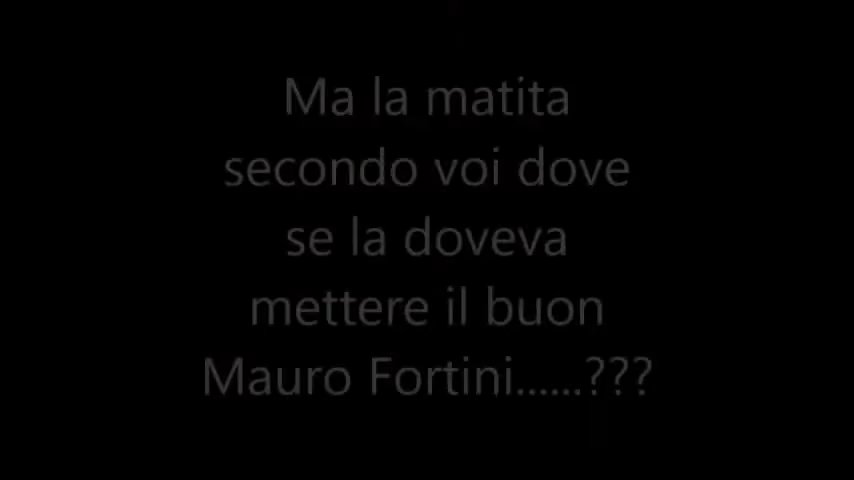 Ma la matita
secondo voi dove
se la doveva
mettere il buon
Mauro Fortini......???